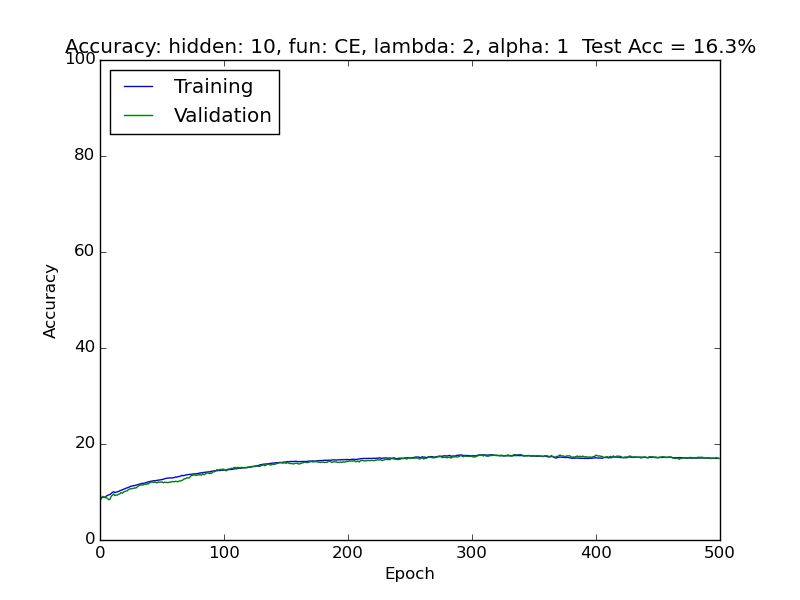 Accuracy: hidden: 10, fun: CE, lambda: 2, alpha: 1  Test Acc = 16.3%
100
80
60
40
20
0
Accuracy
Training
Validation
0 100 200 300 400 500
Epoch